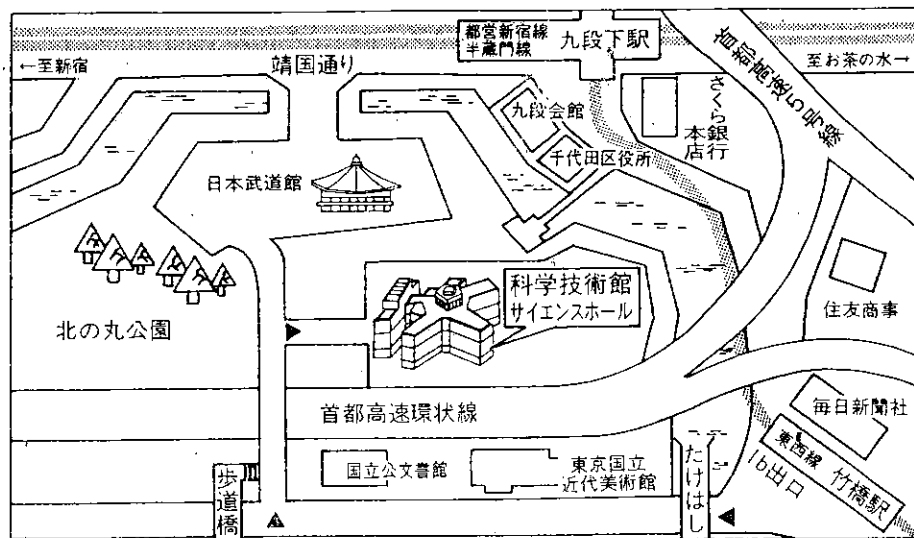 都営新宿線
半蔵門線
九段下駅
首都高速5号線
←至新宿
靖国通り
至お茶の水→
九段会館
さくら銀行
本店
千代田区役所
日本武道館
科学技術館
サイエンスホール
北の丸公園
住友商事
首都高速環状線
毎日新聞社
東西線 竹橋駅
1b出口
国立公文書館
東京国立
近代美術館
たけはし
歩道橋